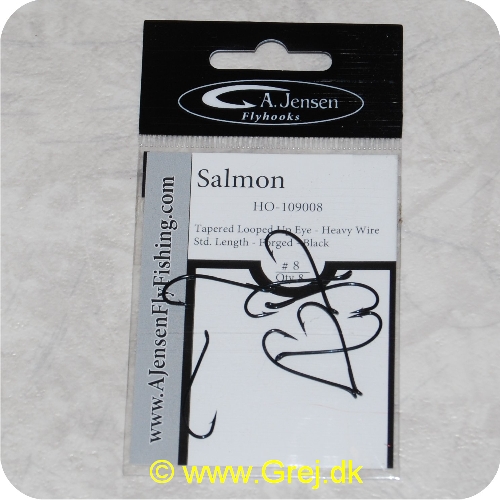 A. Jensen
Flyhooks
Salmon
HO-109008
Tapered Looped Up Eye - Heavy Wire
Std. Length - Forged - Black
# 8
Qty 8
www.AJensenFlyFishing.com
© www.Grej.dk